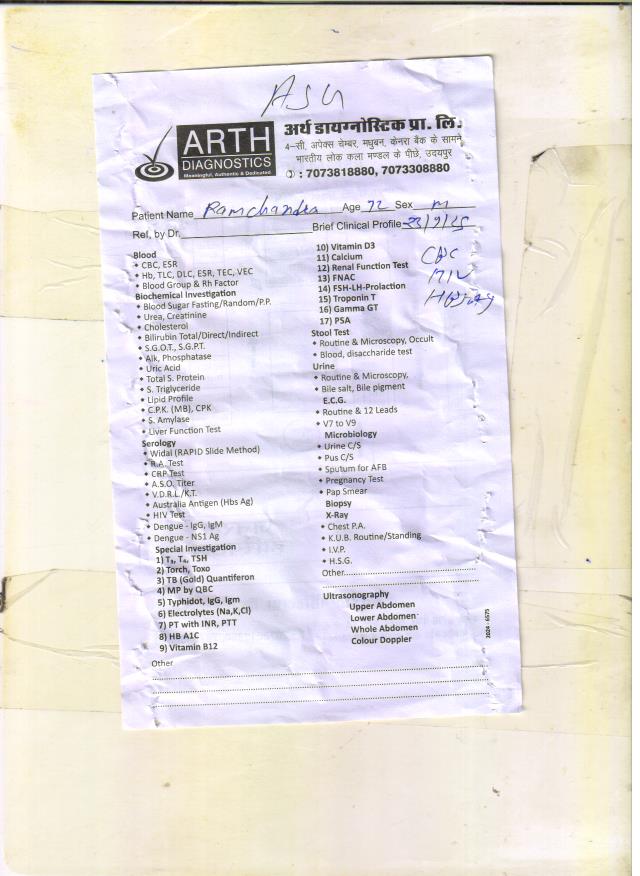 ARTH
DIAGNOSTICS
Meaningful, Authentic & Dedicated.
अर्थ डायग्नोस्टिक प्रा. लि.
4-सी, अपेक्स चेम्बर, मधुबन, केनरा बैंक के सामने
भारतीय लोक कला मण्डल के पीछे, उदयपुर
: 7073818880, 7073308880
Patient Name Ramchandra Age 72 Sex M
Ref, by Dr. Brief Clinical Profile
Blood
• CBC, ESR
• Hb, TLC, DLC, ESR, TEC, VEC
• Blood Group & Rh Factor
Biochemical Investigation
• Blood Sugar Fasting/Random/P.P.
• Urea, Creatinine
• Cholesterol
• Bilirubin Total/Direct/Indirect
• S.G.O.T., S.G.P.T.
• Alk, Phosphatase
• Uric Acid
• Total S. Protein
• S. Triglyceride
• Lipid Profile
• C.P.K. (MB), CPK
• S. Amylase
• Liver Function Test
Serology
• Widal (RAPID Slide Method)
• R.A. Test
• CRP Test
• A.S.O. Titer
• V.D.R.L./K.T.
• Australia Antigen (Hbs Ag)
• HIV Test
• Dengue - IgG, IgM
• Dengue - NS1 Ag
Special Investigation
1) T₃, T₄, TSH
2) Torch, Toxo
3) TB (Gold) Quantiferon
4) MP by QBC
5) Typhidot, IgG, Igm
6) Electrolytes (Na,K,Cl)
7) PT with INR, PTT
8) HB A1C
9) Vitamin B12
Other
10) Vitamin D3
11) Calcium
12) Renal Function Test
13) FNAC
14) FSH-LH-Prolaction
15) Troponin T
16) Gamma GT
17) PSA
CBC
HIV
HBsAg
Stool Test
• Routine & Microscopy, Occult
• Blood, disaccharide test
Urine
• Routine & Microscopy,
• Bile salt, Bile pigment
E.C.G.
• Routine & 12 Leads
• V7 to V9
Microbiology
• Urine C/S
• Pus C/S
• Sputum for AFB
• Pregnancy Test
• Pap Smear
Biopsy
X-Ray
• Chest P.A.
• K.U.B. Routine/Standing
• I.V.P.
• H.S.G.
Other
Ultrasonography
Upper Abdomen
Lower Abdomen
Whole Abdomen
Colour Doppler
2024 - 6575